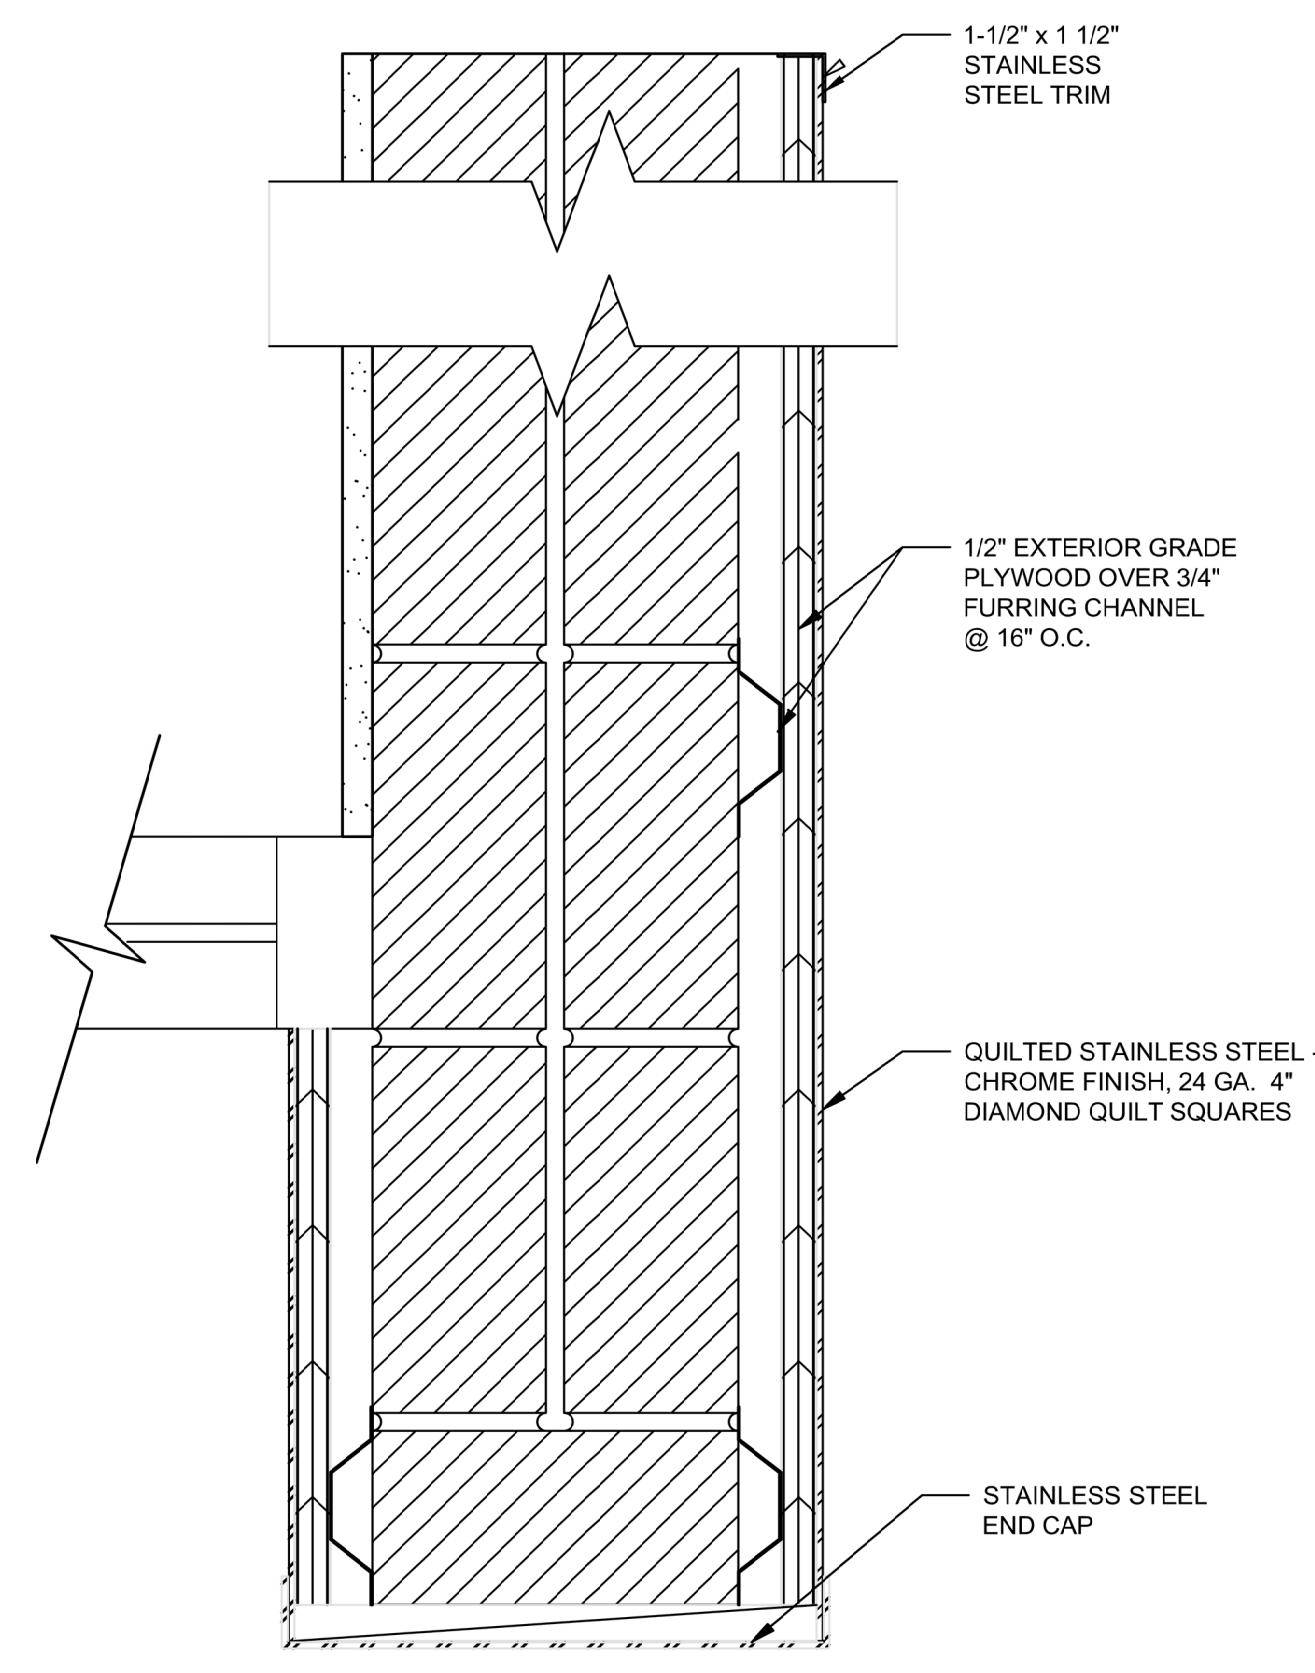 1-1/2" x 1 1/2"
STAINLESS
STEEL TRIM
1/2" EXTERIOR GRADE
PLYWOOD OVER 3/4"
FURRING CHANNEL
@ 16" O.C.
QUILTED STAINLESS STEEL -
CHROME FINISH, 24 GA. 4"
DIAMOND QUILT SQUARES
STAINLESS STEEL
END CAP